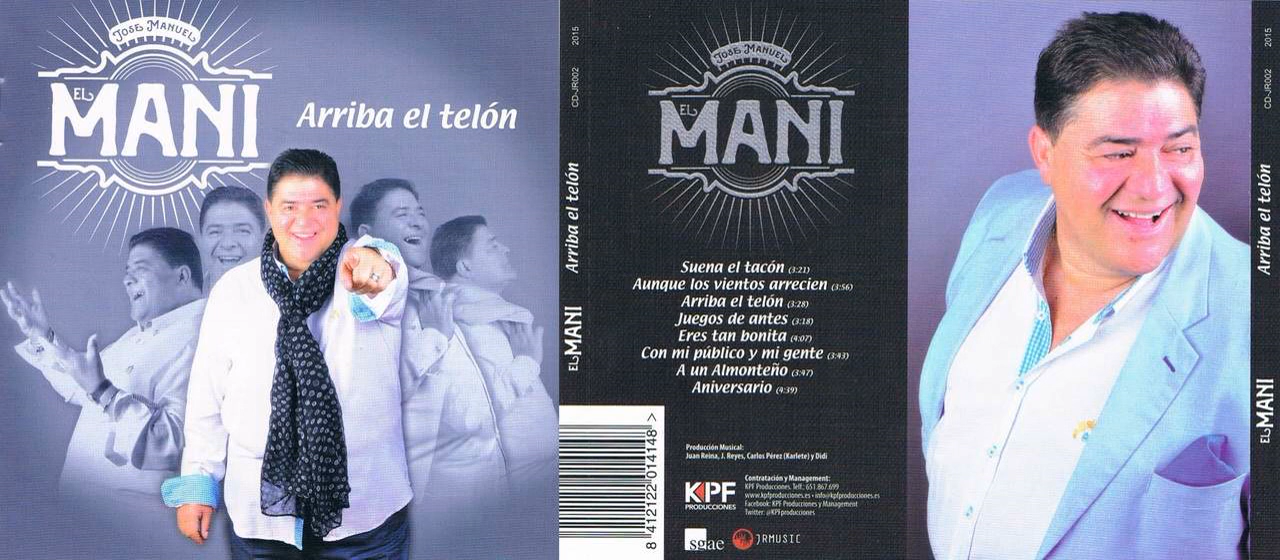 JOSE MANUEL
EL MANI
Arriba el telón
CD-JR002 2015
Arriba el telón
EL MANI
JOSE MANUEL
EL MANI
Suena el tacón (3:21)
Aunque los vientos arrecien (3:56)
Arriba el telón (3:28)
Juegos de antes (3:18)
Eres tan bonita (4:07)
Con mi público y mi gente (3:43)
A un Almonteño (3:47)
Aniversario (4:39)
8 412122 014148 >
Producción Musical:
Juan Reina, J. Reyes, Carlos Pérez (Karlete) y Didi
KPF
PRODUCCIONES
Contratación y Management:
KPF Producciones. Telf.: 651.867.699
www.kpfproducciones.es • info@kpfproducciones.es
Facebook: KPF Producciones y Management
Twitter: @KPFproducciones
sgae
JRMUSIC
CD-JR002 2015
Arriba el telón
EL MANI